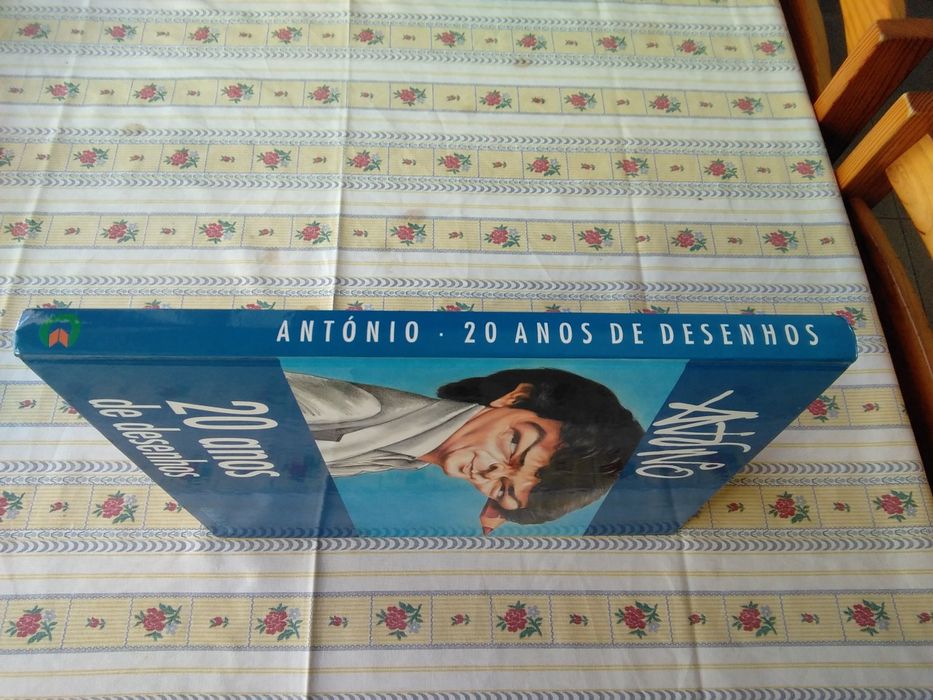 ANTÓNIO · 20 ANOS DE DESENHOS
ANTÓNIO
20 anos
de desenhos